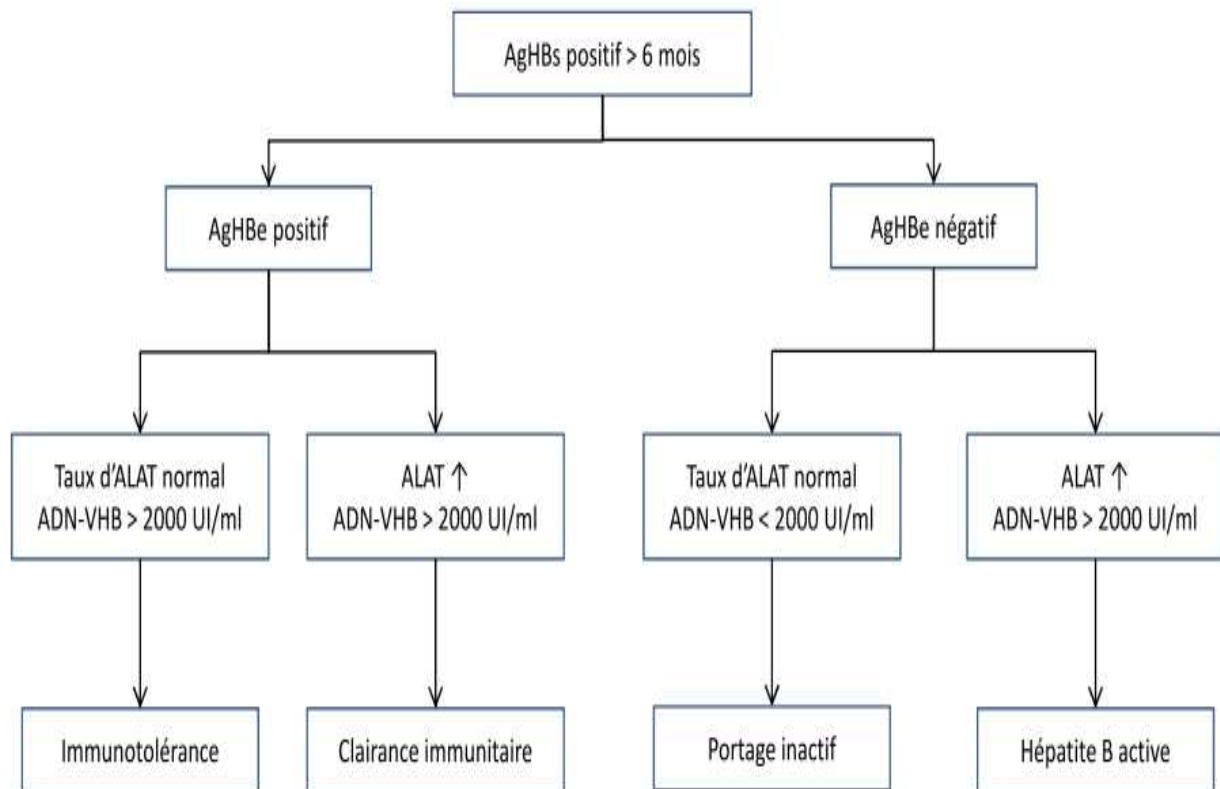 AgHBs positif > 6 mois
AgHBe positif
AgHBe négatif
Taux d'ALAT normal
ADN-VHB > 2000 UI/ml
ALAT ↑
ADN-VHB > 2000 UI/ml
Taux d'ALAT normal
ADN-VHB < 2000 UI/ml
ALAT ↑
ADN-VHB > 2000 UI/ml
Immunotolérance
Clairance immunitaire
Portage inactif
Hépatite B active